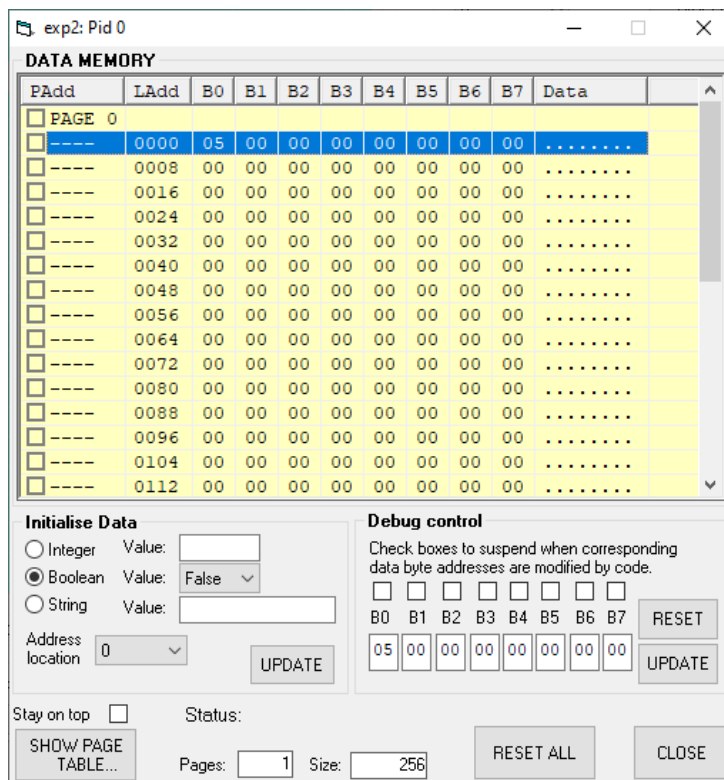 exp2: Pid 0
DATA MEMORY
PAdd LAdd B0 B1 B2 B3 B4 B5 B6 B7 Data
PAGE 0
---- 0000 05 00 00 00 00 00 00 00 ........
---- 0008 00 00 00 00 00 00 00 00 ........
---- 0016 00 00 00 00 00 00 00 00 ........
---- 0024 00 00 00 00 00 00 00 00 ........
---- 0032 00 00 00 00 00 00 00 00 ........
---- 0040 00 00 00 00 00 00 00 00 ........
---- 0048 00 00 00 00 00 00 00 00 ........
---- 0056 00 00 00 00 00 00 00 00 ........
---- 0064 00 00 00 00 00 00 00 00 ........
---- 0072 00 00 00 00 00 00 00 00 ........
---- 0080 00 00 00 00 00 00 00 00 ........
---- 0088 00 00 00 00 00 00 00 00 ........
---- 0096 00 00 00 00 00 00 00 00 ........
---- 0104 00 00 00 00 00 00 00 00 ........
---- 0112 00 00 00 00 00 00 00 00 ........
Initialise Data
Integer Value:
Boolean Value: False
String Value:
Address
location 0
UPDATE
Debug control
Check boxes to suspend when corresponding
data byte addresses are modified by code.
B0 B1 B2 B3 B4 B5 B6 B7
RESET
05 00 00 00 00 00 00 00
UPDATE
Stay on top
Status:
SHOW PAGE
TABLE...
Pages: 1 Size: 256
RESET ALL
CLOSE